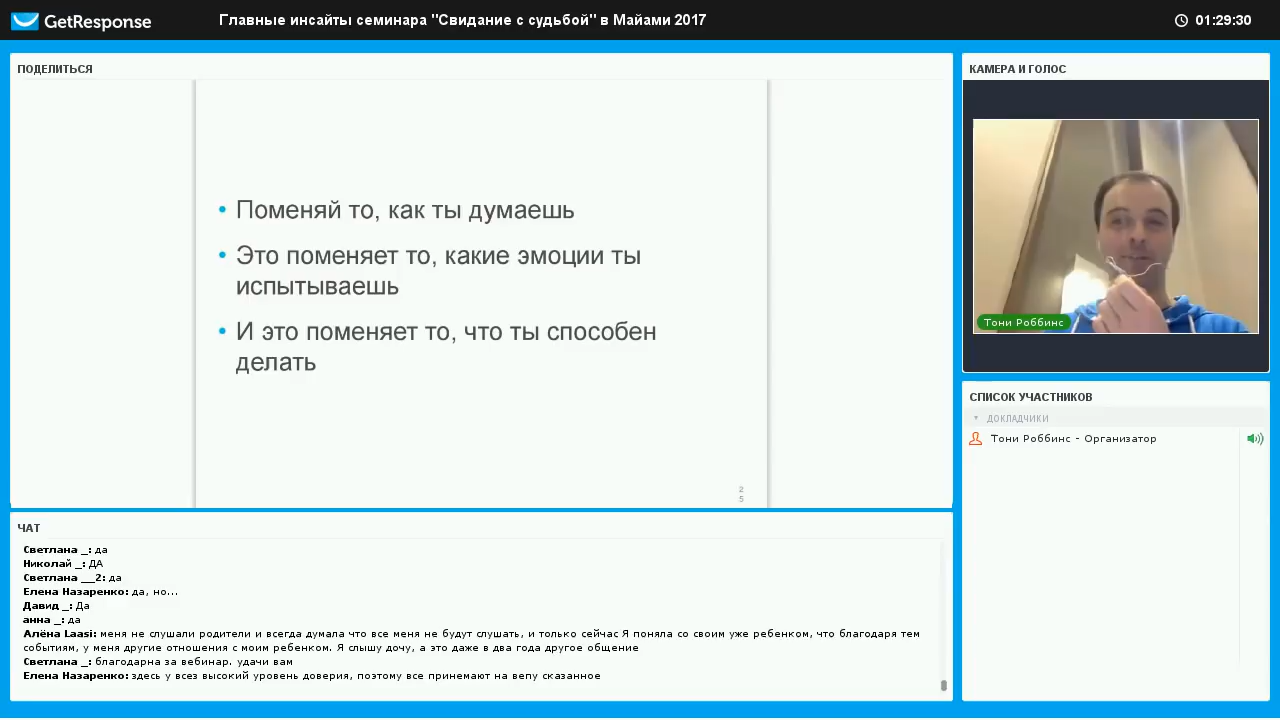 GetResponse
Главные инсайты семинара "Свидание с судьбой" в Майами 2017
01:29:30
ПОДЕЛИТЬСЯ
• Поменяй то, как ты думаешь
• Это поменяет то, какие эмоции ты
испытываешь
• И это поменяет то, что ты способен
делать
2
5
КАМЕРА И ГОЛОС
Тони Роббинс
СПИСОК УЧАСТНИКОВ
ДОКЛАДЧИКИ
Тони Роббинс - Организатор
ЧАТ
Светлана _: да
Николай _: ДА
Светлана __2: да
Елена Назаренко: да, но...
Давид _: Да
анна _: да
Алёна Laasi: меня не слушали родители и всегда думала что все меня не будут слушать, и только сейчас Я поняла со своим уже ребенком, что благодаря тем
событиям, у меня другие отношения с моим ребенком. Я слышу дочу, а это даже в два года другое общение
Светлана _: благодарна за вебинар. удачи вам
Елена Назаренко: здесь у всез высокий уровень доверия, поэтому все принемают на вепу сказанное